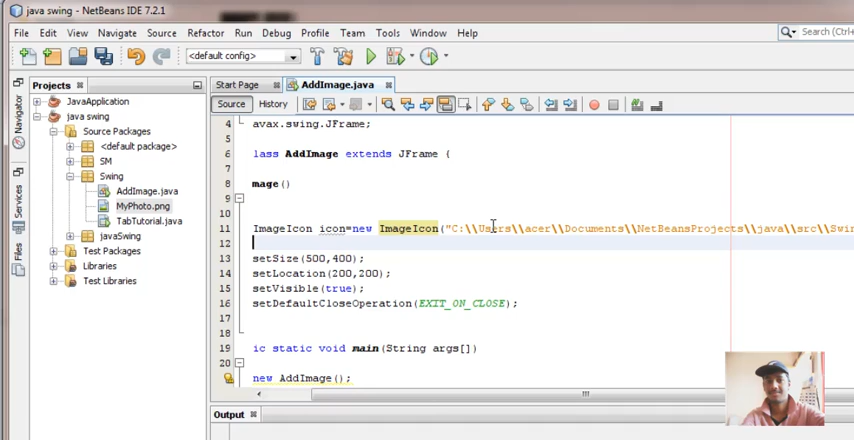 java swing - NetBeans IDE 7.2.1
File Edit View Navigate Source Refactor Run Debug Profile Team Tools Window Help
<default config>
Search (Ctrl+
Projects
Start Page
AddImage.java
Source History
JavaApplication
java swing
Source Packages
<default package>
SM
Swing
AddImage.java
MyPhoto.png
TabTutorial.java
javaSwing
Test Packages
Libraries
Test Libraries
Navigator
Services
Files
4 avax.swing.JFrame;
5
6 lass AddImage extends JFrame {
7
8 mage()
9
10
11 ImageIcon icon=new ImageIcon("C:\\Users\\acer\\Documents\\NetBeansProjects\\java\\src\\Swin
12
13 setSize(500,400);
14 setLocation(200,200);
15 setVisible(true);
16 setDefaultCloseOperation(EXIT_ON_CLOSE);
17
18
19 ic static void main(String args[])
20
new AddImage();
Output